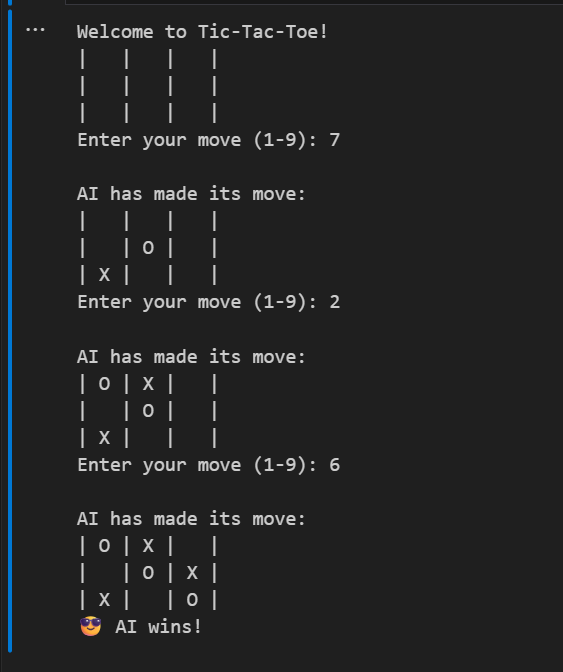 ...
Welcome to Tic-Tac-Toe!
|   |   |   |
|   |   |   |
|   |   |   |
Enter your move (1-9): 7
AI has made its move:
|   |   |   |
|   | O |   |
| X |   |   |
Enter your move (1-9): 2
AI has made its move:
| O | X |   |
|   | O |   |
| X |   |   |
Enter your move (1-9): 6
AI has made its move:
| O | X |   |
|   | O | X |
| X |   | O |
😎 AI wins!